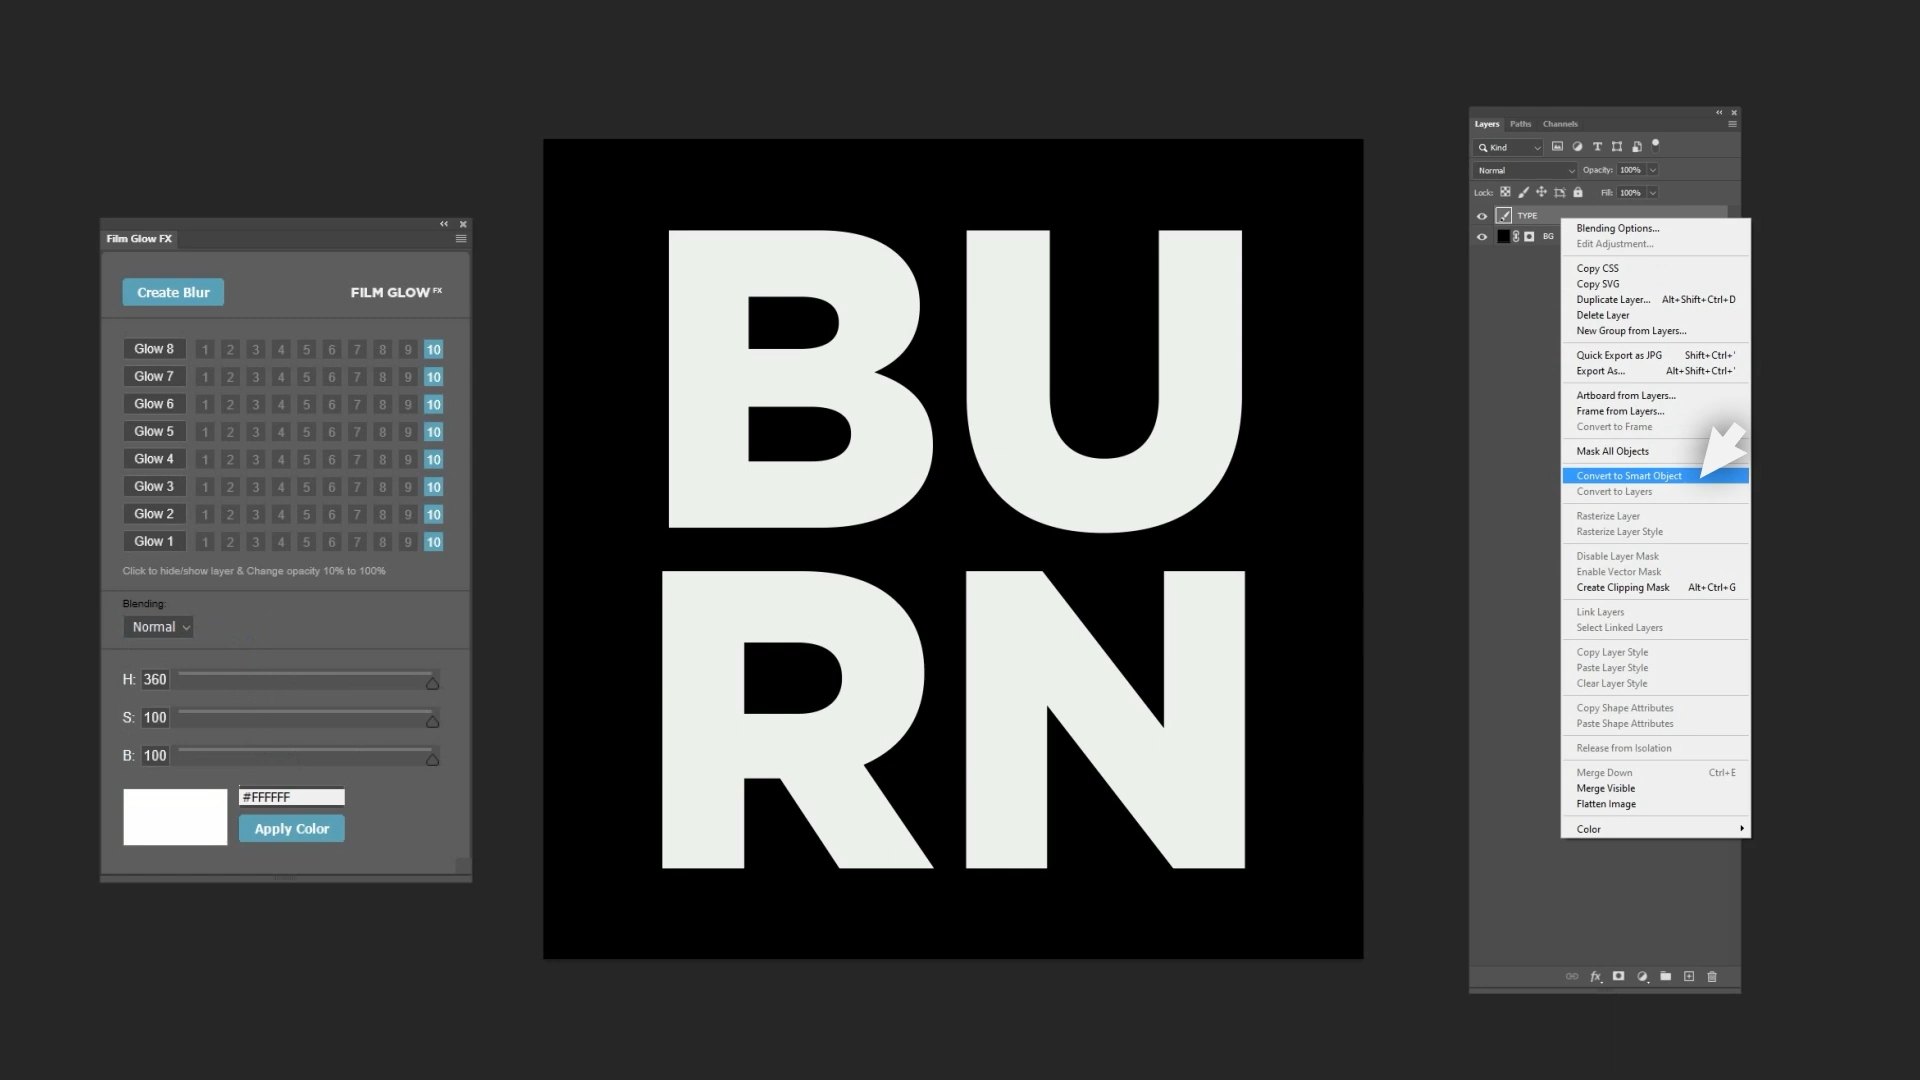 Film Glow FX
Create Blur
FILM GLOW FX
Glow 8 1 2 3 4 5 6 7 8 9 10
Glow 7 1 2 3 4 5 6 7 8 9 10
Glow 6 1 2 3 4 5 6 7 8 9 10
Glow 5 1 2 3 4 5 6 7 8 9 10
Glow 4 1 2 3 4 5 6 7 8 9 10
Glow 3 1 2 3 4 5 6 7 8 9 10
Glow 2 1 2 3 4 5 6 7 8 9 10
Glow 1 1 2 3 4 5 6 7 8 9 10
Click to hide/show layer & Change opacity 10% to 100%
Blending:
Normal
H: 360
S: 100
B: 100
#FFFFFF
Apply Color
BU
RN
Layers Paths Channels
Kind
Normal Opacity: 100%
Lock: Fill: 100%
TYPE
BG
Blending Options...
Edit Adjustment...
Copy CSS
Copy SVG
Duplicate Layer... Alt+Shift+Ctrl+D
Delete Layer
New Group from Layers...
Quick Export as JPG Shift+Ctrl+'
Export As... Alt+Shift+Ctrl+'
Artboard from Layers...
Frame from Layers...
Convert to Frame
Mask All Objects
Convert to Smart Object
Convert to Layers
Rasterize Layer
Rasterize Layer Style
Disable Layer Mask
Enable Vector Mask
Create Clipping Mask Alt+Ctrl+G
Link Layers
Select Linked Layers
Copy Layer Style
Paste Layer Style
Clear Layer Style
Copy Shape Attributes
Paste Shape Attributes
Release from Isolation
Merge Down Ctrl+E
Merge Visible
Flatten Image
Color
fx